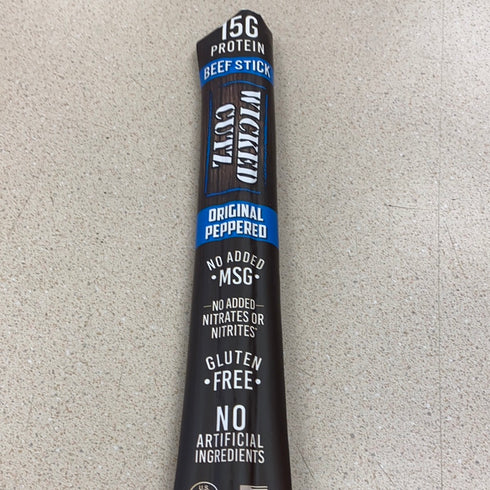 15G
PROTEIN
BEEF STICK
WICKED
CUTZ
ORIGINAL
PEPPERED
NO ADDED
•MSG•
NO ADDED
NITRATES OR
NITRITES*
GLUTEN
•FREE•
NO
ARTIFICIAL
INGREDIENTS
U.S.